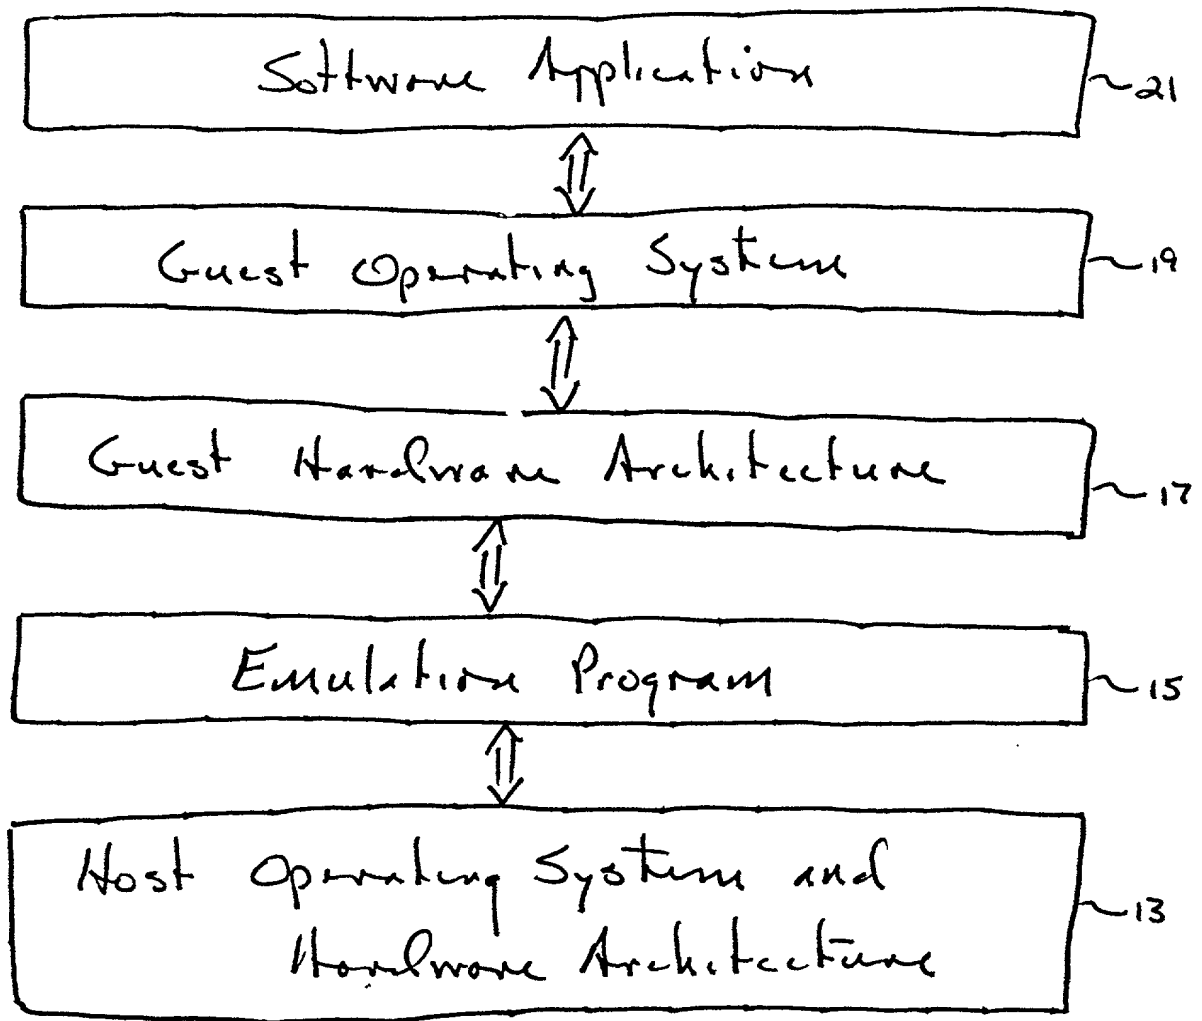 Software Application
21
Guest Operating System
19
Guest Hardware Architecture
17
Emulation Program
15
Host Operating System and
Hardware Architecture
13